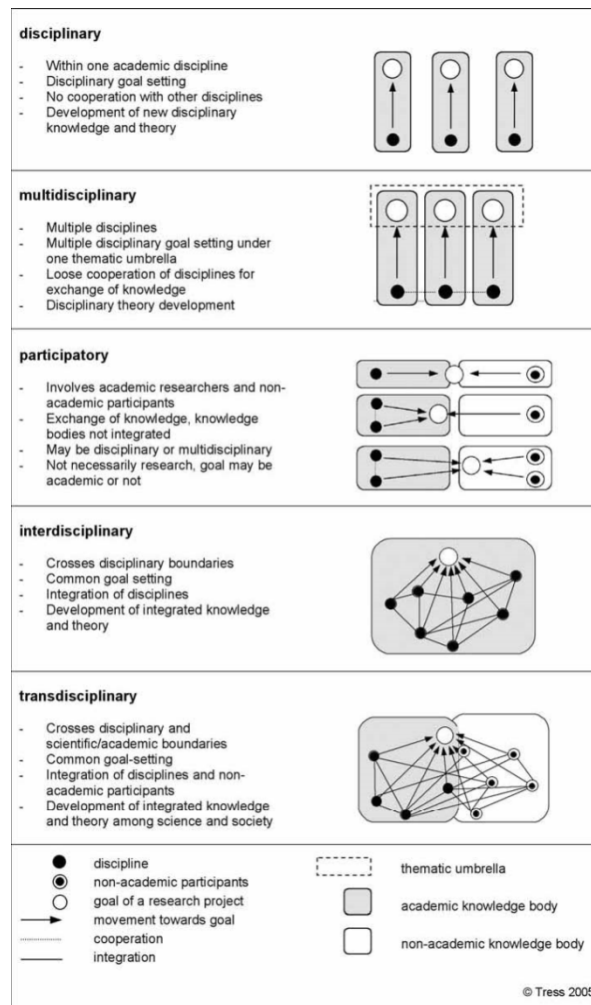 disciplinary
- Within one academic discipline
- Disciplinary goal setting
- No cooperation with other disciplines
- Development of new disciplinary
knowledge and theory
multidisciplinary
- Multiple disciplines
- Multiple disciplinary goal setting under
one thematic umbrella
- Loose cooperation of disciplines for
exchange of knowledge
- Disciplinary theory development
participatory
- Involves academic researchers and non-
academic participants
- Exchange of knowledge, knowledge
bodies not integrated
- May be disciplinary or multidisciplinary
- Not necessarily research, goal may be
academic or not
interdisciplinary
- Crosses disciplinary boundaries
- Common goal setting
- Integration of disciplines
- Development of integrated knowledge
and theory
transdisciplinary
- Crosses disciplinary and
scientific/academic boundaries
- Common goal-setting
- Integration of disciplines and non-
academic participants
- Development of integrated knowledge
and theory among science and society
discipline
non-academic participants
goal of a research project
movement towards goal
cooperation
integration
thematic umbrella
academic knowledge body
non-academic knowledge body
© Tress 2005